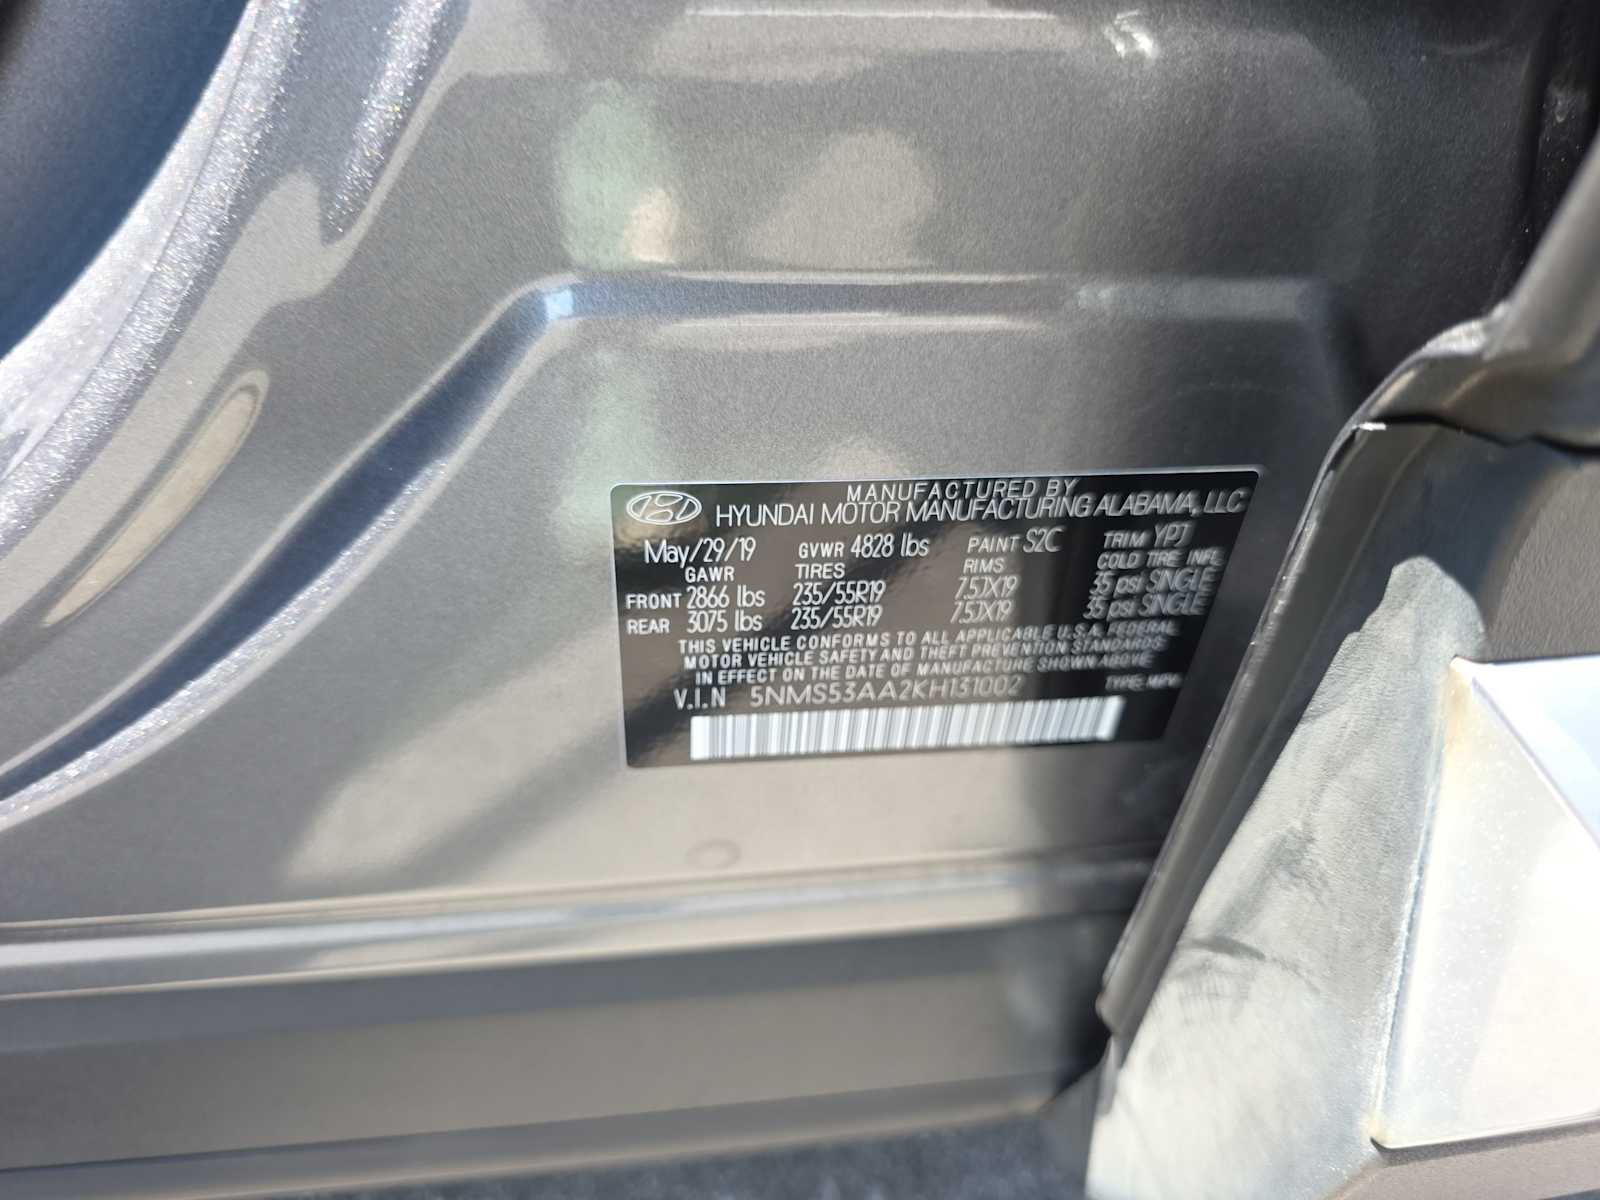 MANUFACTURED BY
HYUNDAI MOTOR MANUFACTURING ALABAMA, LLC
May/29/19 GVWR 4828 lbs PAINT S2C TRIM YPJ
GAWR TIRES RIMS COLD TIRE INFL
FRONT 2866 lbs 235/55R19 7.5JX19 35 psi SINGLE
REAR 3075 lbs 235/55R19 7.5JX19 35 psi SINGLE
THIS VEHICLE CONFORMS TO ALL APPLICABLE U.S.A. FEDERAL
MOTOR VEHICLE SAFETY AND THEFT PREVENTION STANDARDS
IN EFFECT ON THE DATE OF MANUFACTURE SHOWN ABOVE
V.I.N 5NMS53AA2KH131002 TYPE: MPV